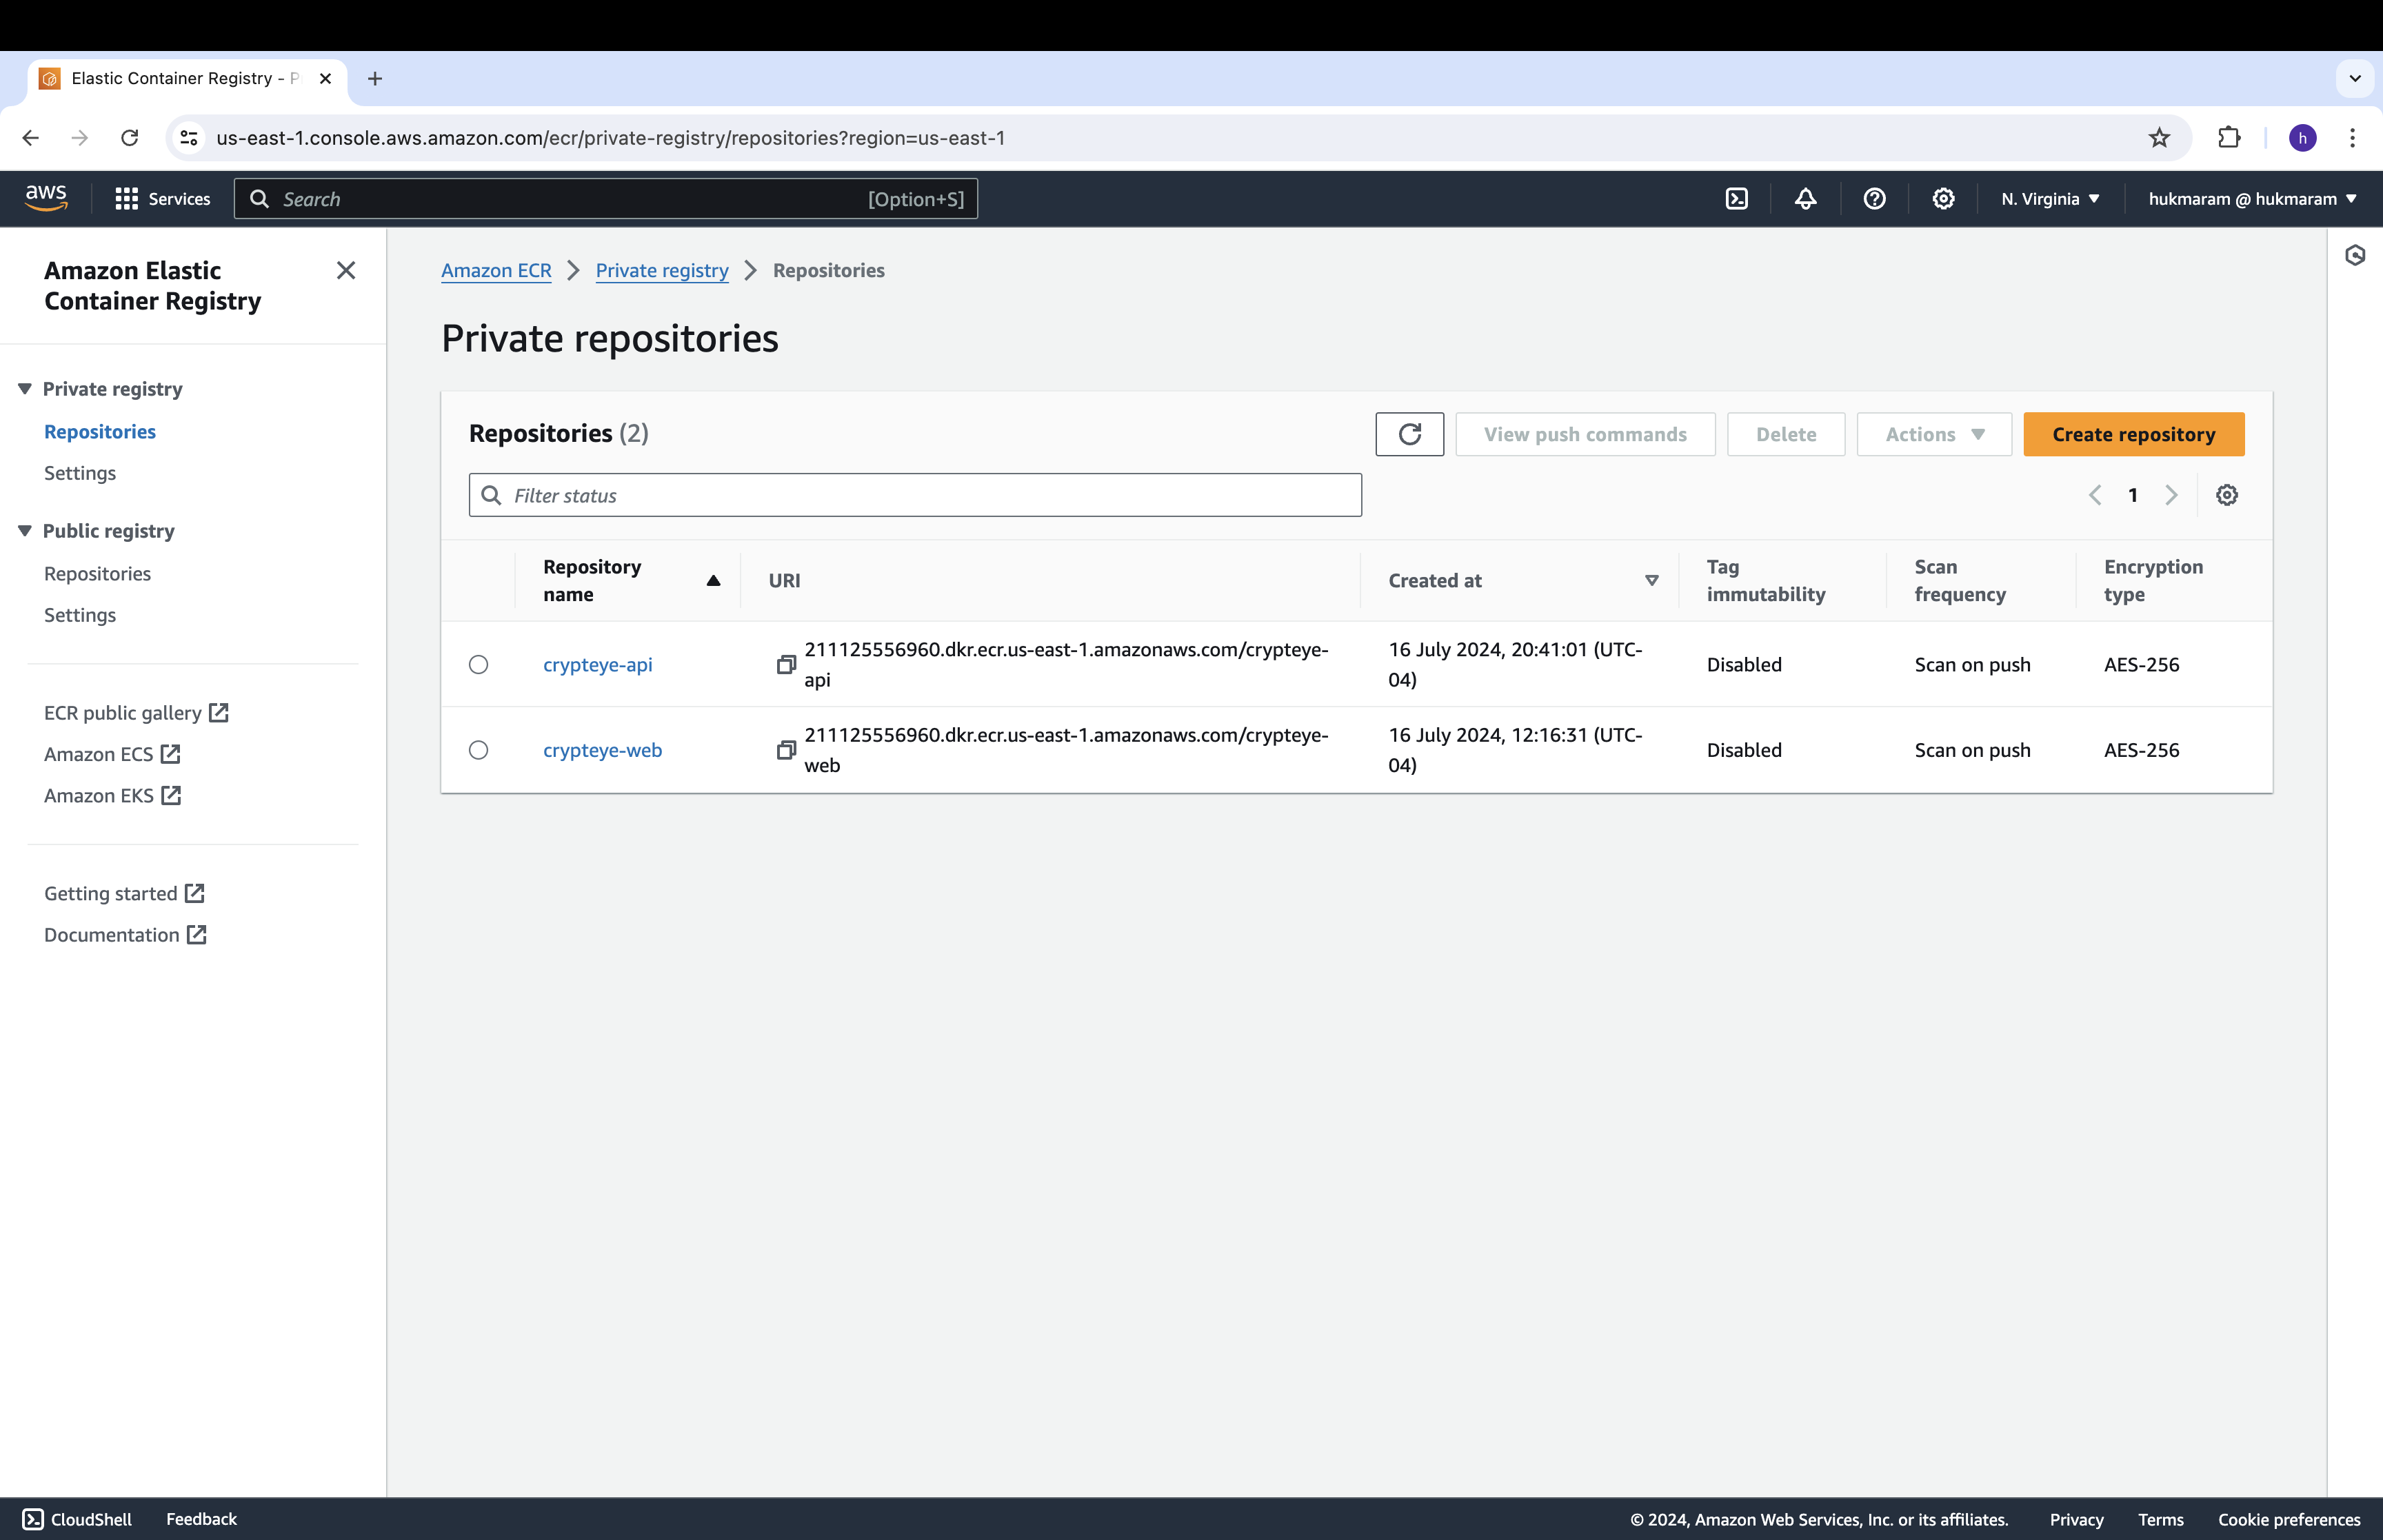 Elastic Container Registry - P
us-east-1.console.aws.amazon.com/ecr/private-registry/repositories?region=us-east-1
h
aws
Services
Search
[Option+S]
N. Virginia
hukmaram @ hukmaram
Amazon Elastic
Container Registry
Private registry
Repositories
Settings
Public registry
Repositories
Settings
ECR public gallery
Amazon ECS
Amazon EKS
Getting started
Documentation
Amazon ECR
Private registry
Repositories
Private repositories
Repositories (2)
View push commands
Delete
Actions
Create repository
Filter status
1
Repository
name
URI
Created at
Tag
immutability
Scan
frequency
Encryption
type
crypteye-api
211125556960.dkr.ecr.us-east-1.amazonaws.com/crypteye-
api
16 July 2024, 20:41:01 (UTC-
04)
Disabled
Scan on push
AES-256
crypteye-web
211125556960.dkr.ecr.us-east-1.amazonaws.com/crypteye-
web
16 July 2024, 12:16:31 (UTC-
04)
Disabled
Scan on push
AES-256
CloudShell
Feedback
© 2024, Amazon Web Services, Inc. or its affiliates.
Privacy
Terms
Cookie preferences